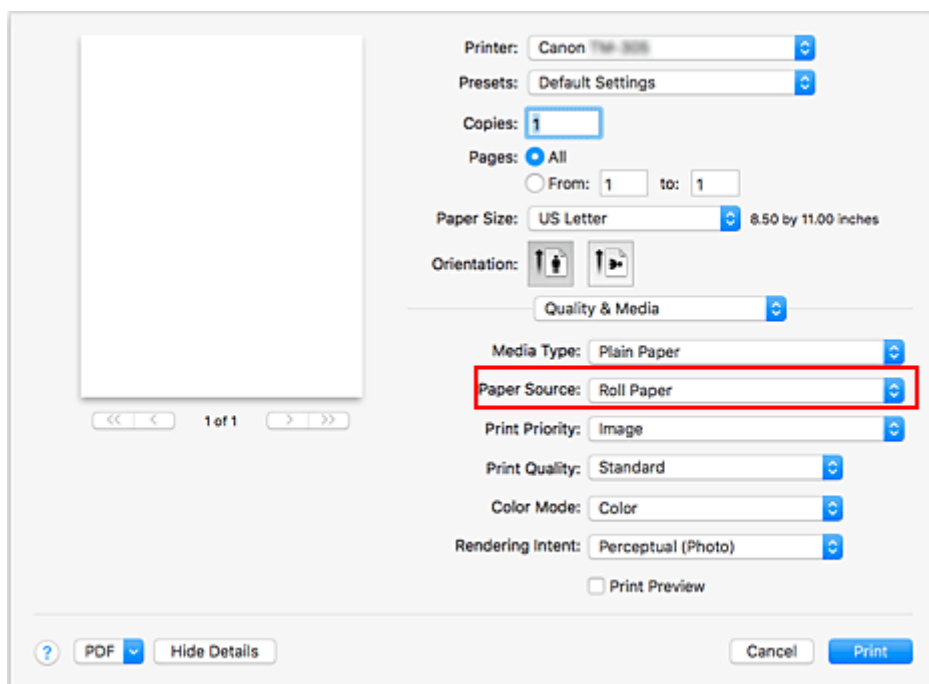 Printer: Canon
Presets: Default Settings
Copies: 1
Pages: All
From: 1 to: 1
Paper Size: US Letter 8.50 by 11.00 inches
Orientation:
Quality & Media
Media Type: Plain Paper
Paper Source: Roll Paper
<< < 1 of 1 > >>
Print Priority: Image
Print Quality: Standard
Color Mode: Color
Rendering Intent: Perceptual (Photo)
Print Preview
? PDF Hide Details Cancel Print